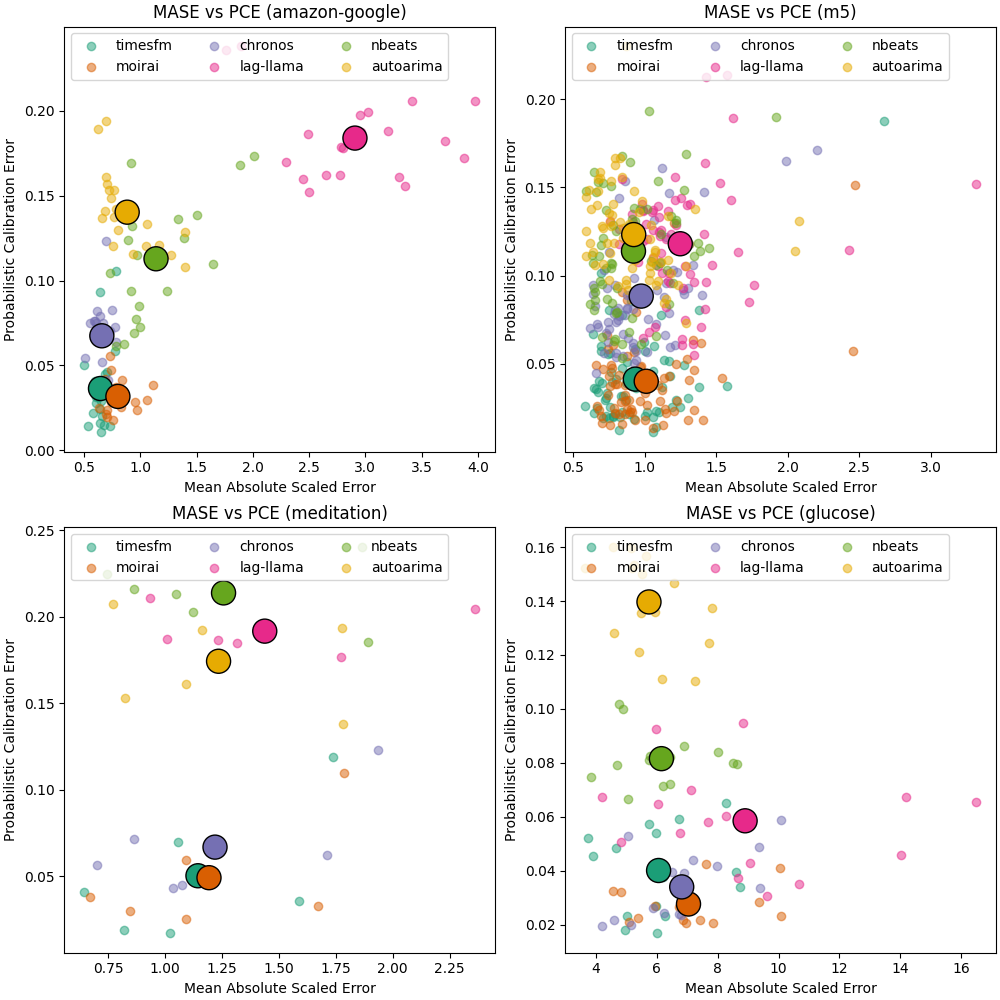 MASE vs PCE (amazon-google)
timesfm chronos nbeats
moirai lag-llama autoarima
0.20
0.15
0.10
0.05
0.00
Probabilistic Calibration Error
0.5 1.0 1.5 2.0 2.5 3.0 3.5 4.0
Mean Absolute Scaled Error
MASE vs PCE (m5)
timesfm chronos nbeats
moirai lag-llama autoarima
0.20
0.15
0.10
0.05
Probabilistic Calibration Error
0.5 1.0 1.5 2.0 2.5 3.0
Mean Absolute Scaled Error
MASE vs PCE (meditation)
timesfm chronos nbeats
moirai lag-llama autoarima
0.25
0.20
0.15
0.10
0.05
Probabilistic Calibration Error
0.75 1.00 1.25 1.50 1.75 2.00 2.25
Mean Absolute Scaled Error
MASE vs PCE (glucose)
timesfm chronos nbeats
moirai lag-llama autoarima
0.16
0.14
0.12
0.10
0.08
0.06
0.04
0.02
Probabilistic Calibration Error
4 6 8 10 12 14 16
Mean Absolute Scaled Error